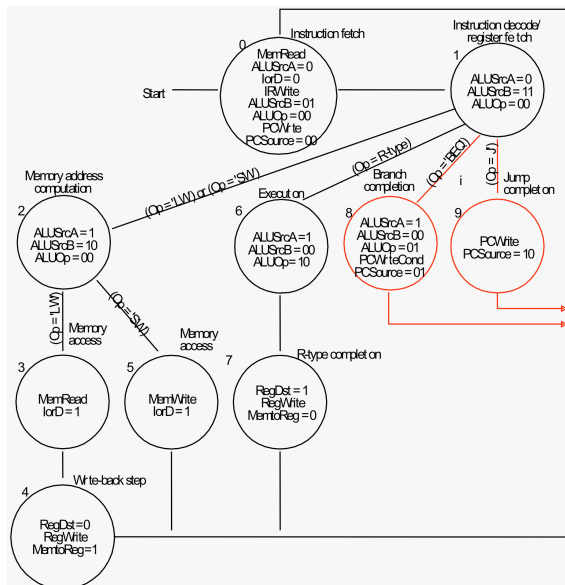 Instruction fetch
0
MemRead
ALUSrcA = 0
IorD = 0
IRWrite
ALUSrcB = 01
ALUOp = 00
PCWrite
PCSource = 00
Start
Instruction decode/
register fe tch
1
ALUSrcA = 0
ALUSrcB = 11
ALUOp = 00
(Op = 'LW') or (Op = 'SW')
(Op = R-type)
(Op = 'BEQ')
i
(Op = 'J')
Memory address
computation
2
ALUSrcA = 1
ALUSrcB = 10
ALUOp = 00
Executi on
6
ALUSrcA = 1
ALUSrcB = 00
ALUOp = 10
Branch
completion
8
ALUSrcA = 1
ALUSrcB = 00
ALUOp = 01
PCWriteCond
PCSource = 01
Jump
complet on
9
PCWrite
PCSource = 10
(Op = 'LW')
(Op = 'SW')
Memory
access
3
MemRead
IorD = 1
Memory
access
5
MemWrite
IorD = 1
R-type complet on
7
RegDst = 1
RegWrite
MemtoReg = 0
Write-back step
4
RegDst = 0
RegWrite
MemtoReg = 1